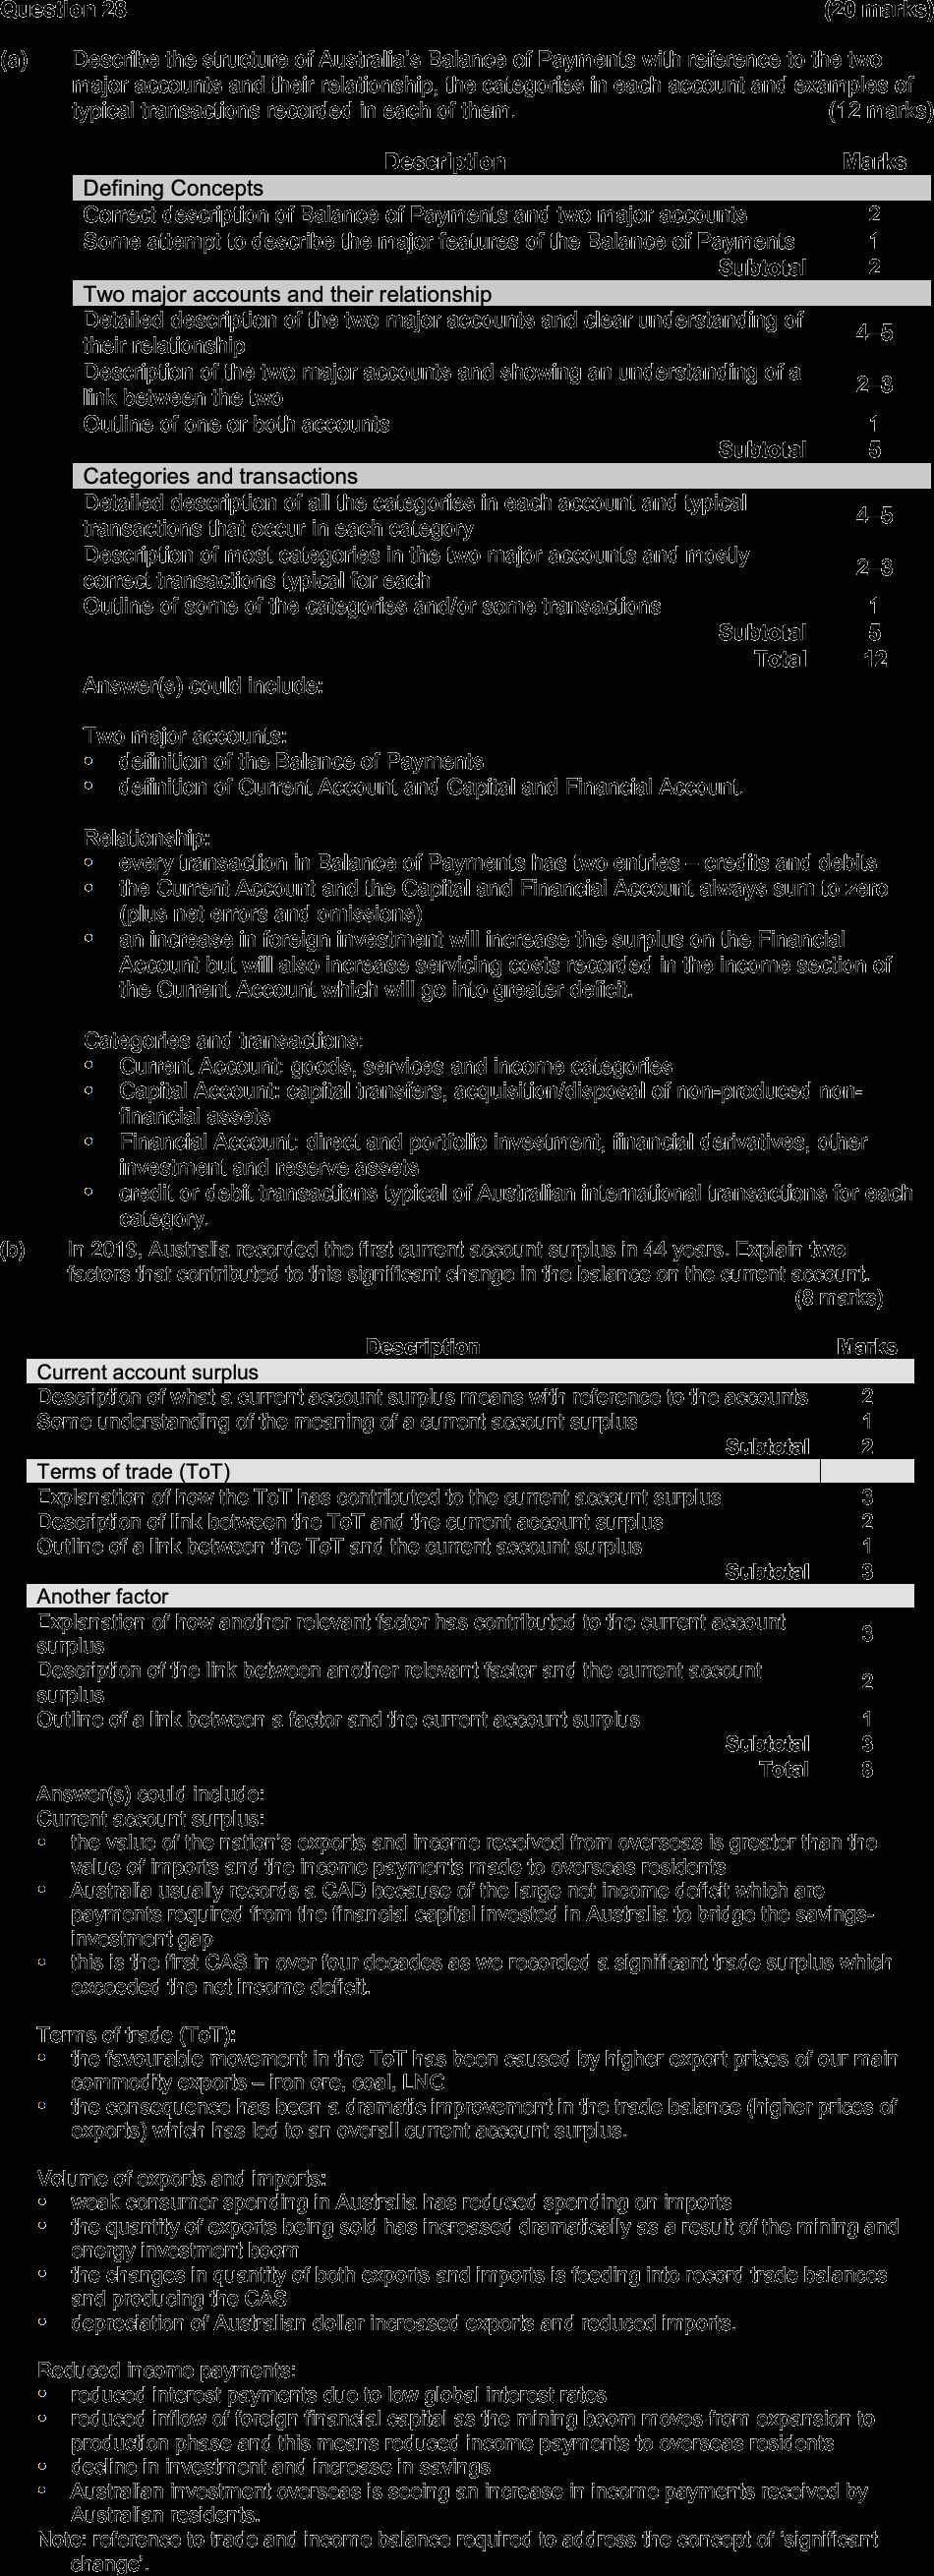 Question 28 (20 marks)
(a) Describe the structure of Australia's Balance of Payments with reference to the two
major accounts and their relationship, the categories in each account and examples of
typical transactions recorded in each of them. (12 marks)
Description Marks
Defining Concepts
Correct description of Balance of Payments and two major accounts 2
Some attempt to describe the major features of the Balance of Payments 1
Subtotal 2
Two major accounts and their relationship
Detailed description of the two major accounts and clear understanding of
their relationship 4–5
Description of the two major accounts and showing an understanding of a
link between the two 2–3
Outline of one or both accounts 1
Subtotal 5
Categories and transactions
Detailed description of all the categories in each account and typical
transactions that occur in each category 4–5
Description of most categories in the two major accounts and mostly
correct transactions typical for each 2–3
Outline of some of the categories and/or some transactions 1
Subtotal 5
Total 12
Answer(s) could include:
Two major accounts:
• definition of the Balance of Payments
• definition of Current Account and Capital and Financial Account.
Relationship:
• every transaction in Balance of Payments has two entries – credits and debits
• the Current Account and the Capital and Financial Account always sum to zero
(plus net errors and omissions)
• an increase in foreign investment will increase the surplus on the Financial
Account but will also increase servicing costs recorded in the income section of
the Current Account which will go into greater deficit.
Categories and transactions:
• Current Account: goods, services and income categories
• Capital Account: capital transfers, acquisition/disposal of non-produced non-
financial assets
• Financial Account: direct and portfolio investment, financial derivatives, other
investment and reserve assets
• credit or debit transactions typical of Australian international transactions for each
category.
(b) In 2019, Australia recorded the first current account surplus in 44 years. Explain two
factors that contributed to this significant change in the balance on the current account.
(8 marks)
Description Marks
Current account surplus
Description of what a current account surplus means with reference to the accounts 2
Some understanding of the meaning of a current account surplus 1
Subtotal 2
Terms of trade (ToT)
Explanation of how the ToT has contributed to the current account surplus 3
Description of link between the ToT and the current account surplus 2
Outline of a link between the ToT and the current account surplus 1
Subtotal 3
Another factor
Explanation of how another relevant factor has contributed to the current account
surplus 3
Description of the link between another relevant factor and the current account
surplus 2
Outline of a link between a factor and the current account surplus 1
Subtotal 3
Total 8
Answer(s) could include:
Current account surplus:
• the value of the nation's exports and income received from overseas is greater than the
value of imports and the income payments made to overseas residents
• Australia usually records a CAD because of the large net income deficit which are
payments required from the financial capital invested in Australia to bridge the savings-
investment gap
• this is the first CAS in over four decades as we recorded a significant trade surplus which
exceeded the net income deficit.
Terms of trade (ToT):
• the favourable movement in the ToT has been caused by higher export prices of our main
commodity exports – iron ore, coal, LNG
• the consequence has been a dramatic improvement in the trade balance (higher prices of
exports) which has led to an overall current account surplus.
Volume of exports and imports:
• weak consumer spending in Australia has reduced spending on imports
• the quantity of exports being sold has increased dramatically as a result of the mining and
energy investment boom
• the changes in quantity of both exports and imports is feeding into record trade balances
and producing the CAS
• depreciation of Australian dollar increased exports and reduced imports.
Reduced income payments:
• reduced interest payments due to low global interest rates
• reduced inflow of foreign financial capital as the mining boom moves from expansion to
production phase and this means reduced income payments to overseas residents
• decline in investment and increase in savings
• Australian investment overseas is seeing an increase in income payments received by
Australian residents.
Note: reference to trade and income balance required to address the concept of 'significant
change'.